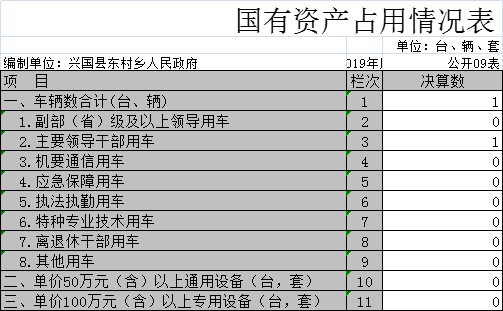 国有资产占用情况表
单位：台、辆、套
编制单位：兴国县东村乡人民政府 019年 公开09表
项 目 栏次 决算数
一、车辆数合计(台、辆) 1 1
1.副部（省）级及以上领导用车 2 0
2.主要领导干部用车 3 1
3.机要通信用车 4 0
4.应急保障用车 5 0
5.执法执勤用车 6 0
6.特种专业技术用车 7 0
7.离退休干部用车 8 0
8.其他用车 9 0
二、单价50万元（含）以上通用设备（台，套） 10 0
三、单价100万元（含）以上专用设备（台，套） 11 0